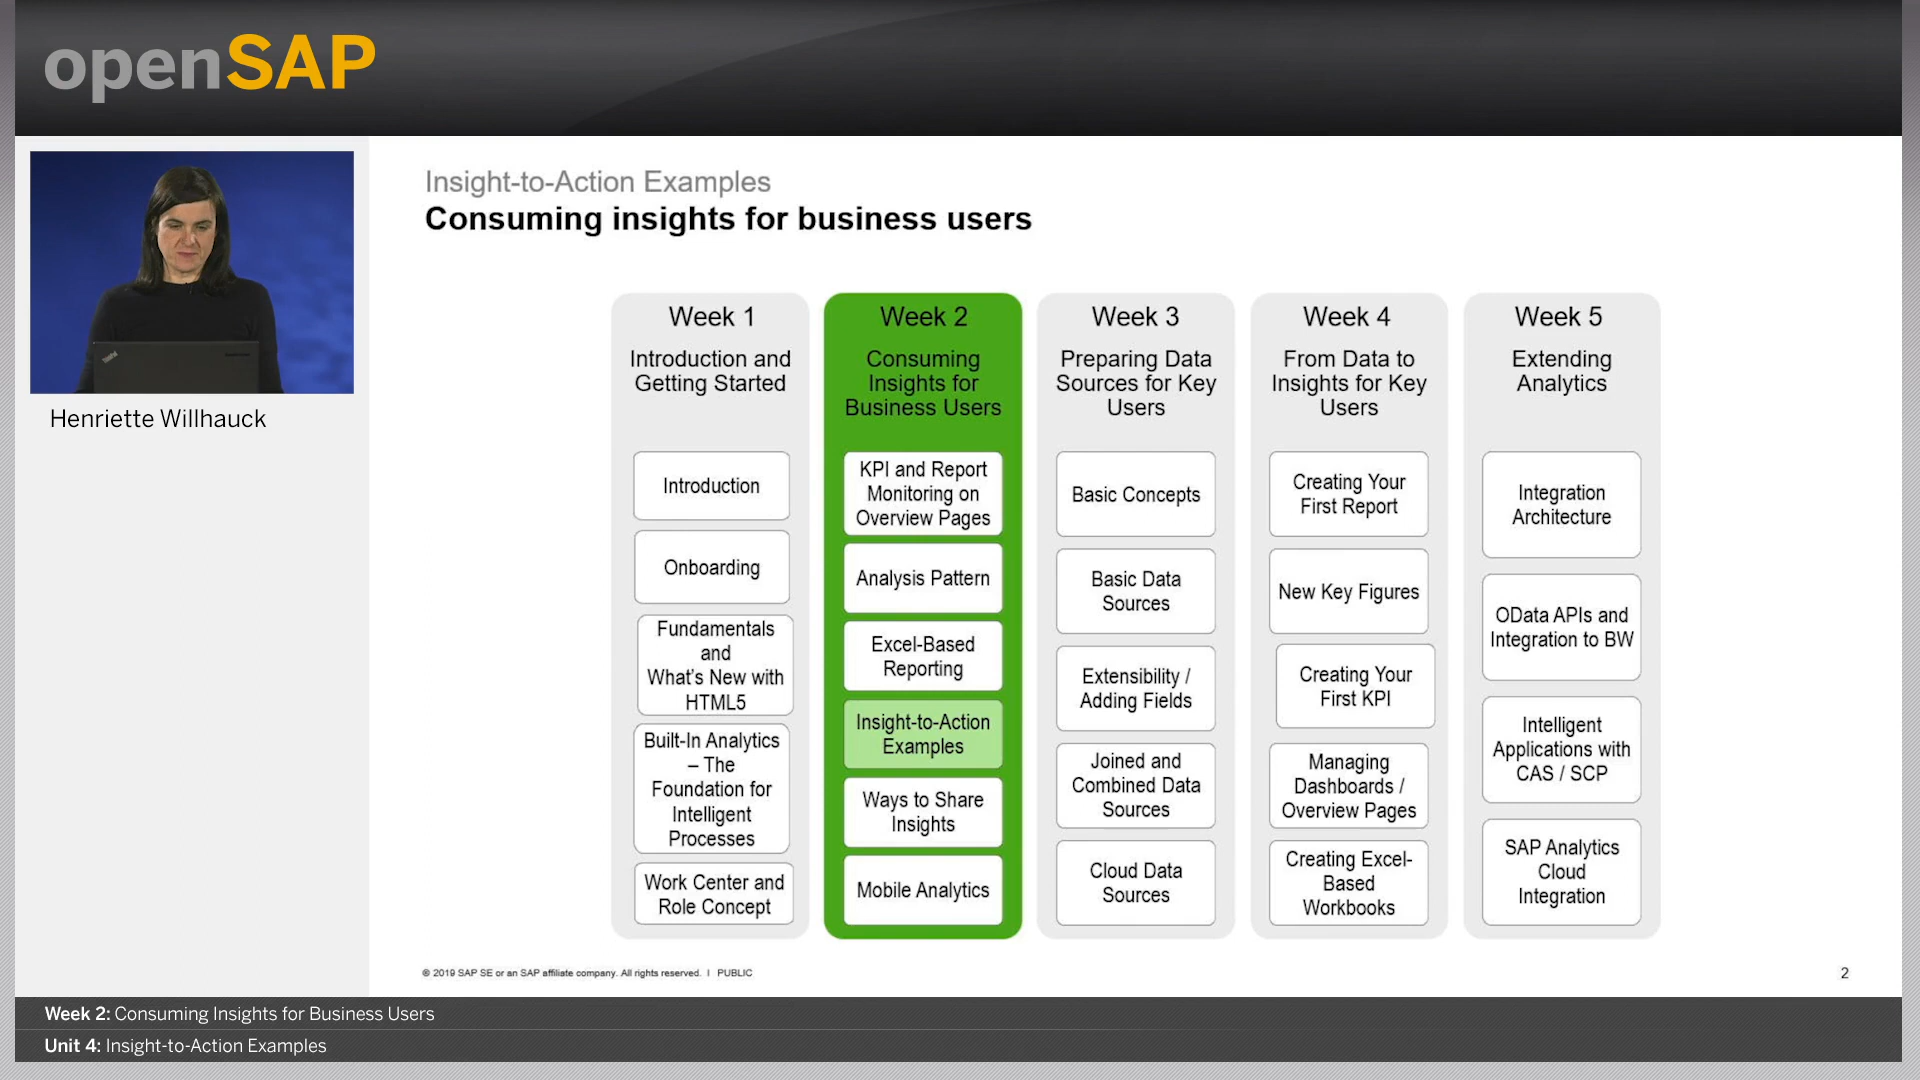 openSAP
Henriette Willhauck
Insight-to-Action Examples
Consuming insights for business users
Week 1
Introduction and
Getting Started
Introduction
Onboarding
Fundamentals
and
What's New with
HTML5
Built-In Analytics
– The
Foundation for
Intelligent
Processes
Work Center and
Role Concept
Week 2
Consuming
Insights for
Business Users
KPI and Report
Monitoring on
Overview Pages
Analysis Pattern
Excel-Based
Reporting
Insight-to-Action
Examples
Ways to Share
Insights
Mobile Analytics
Week 3
Preparing Data
Sources for Key
Users
Basic Concepts
Basic Data
Sources
Extensibility /
Adding Fields
Joined and
Combined Data
Sources
Cloud Data
Sources
Week 4
From Data to
Insights for Key
Users
Creating Your
First Report
New Key Figures
Creating Your
First KPI
Managing
Dashboards /
Overview Pages
Creating Excel-
Based
Workbooks
Week 5
Extending
Analytics
Integration
Architecture
OData APIs and
Integration to BW
Intelligent
Applications with
CAS / SCP
SAP Analytics
Cloud
Integration
© 2019 SAP SE or an SAP affiliate company. All rights reserved. I PUBLIC
2
Week 2: Consuming Insights for Business Users
Unit 4: Insight-to-Action Examples